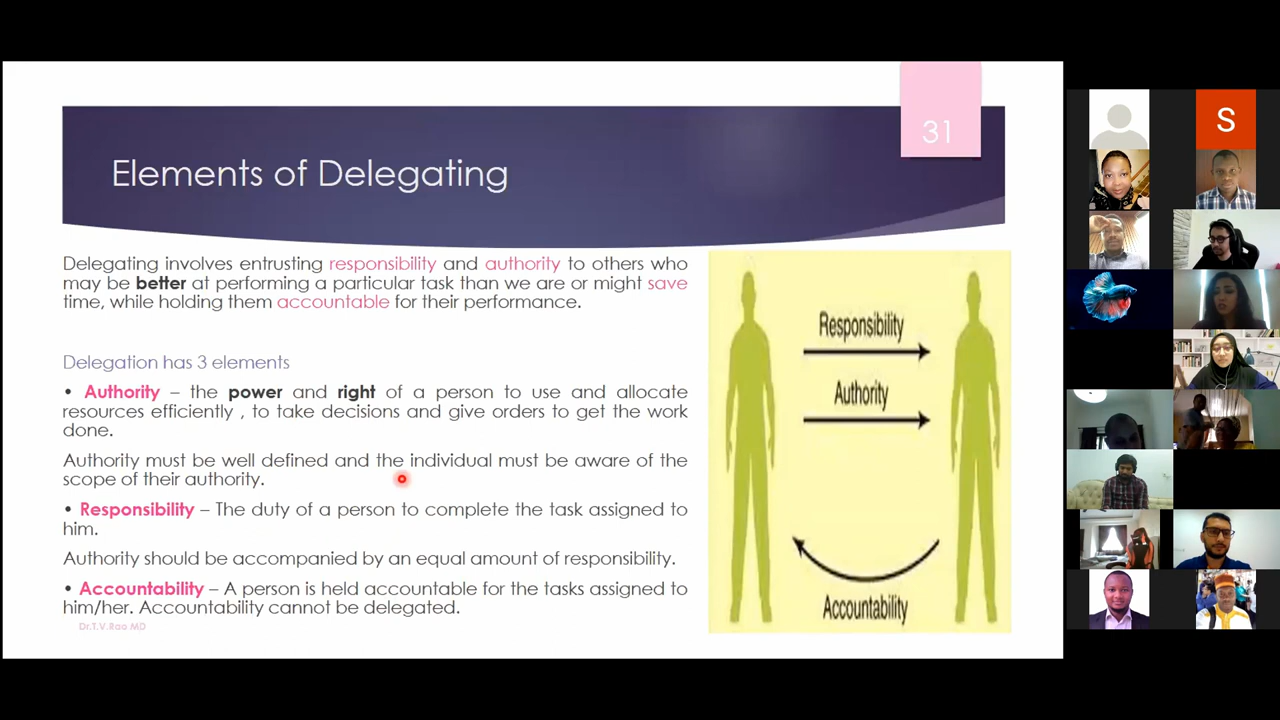 31
Elements of Delegating
Delegating involves entrusting responsibility and authority to others who
may be better at performing a particular task than we are or might save
time, while holding them accountable for their performance.
Delegation has 3 elements
• Authority – the power and right of a person to use and allocate
resources efficiently , to take decisions and give orders to get the work
done.
Authority must be well defined and the individual must be aware of the
scope of their authority.
• Responsibility – The duty of a person to complete the task assigned to
him.
Authority should be accompanied by an equal amount of responsibility.
• Accountability – A person is held accountable for the tasks assigned to
him/her. Accountability cannot be delegated.
Dr.T.V.Rao MD
Responsibility
Authority
Accountability
S